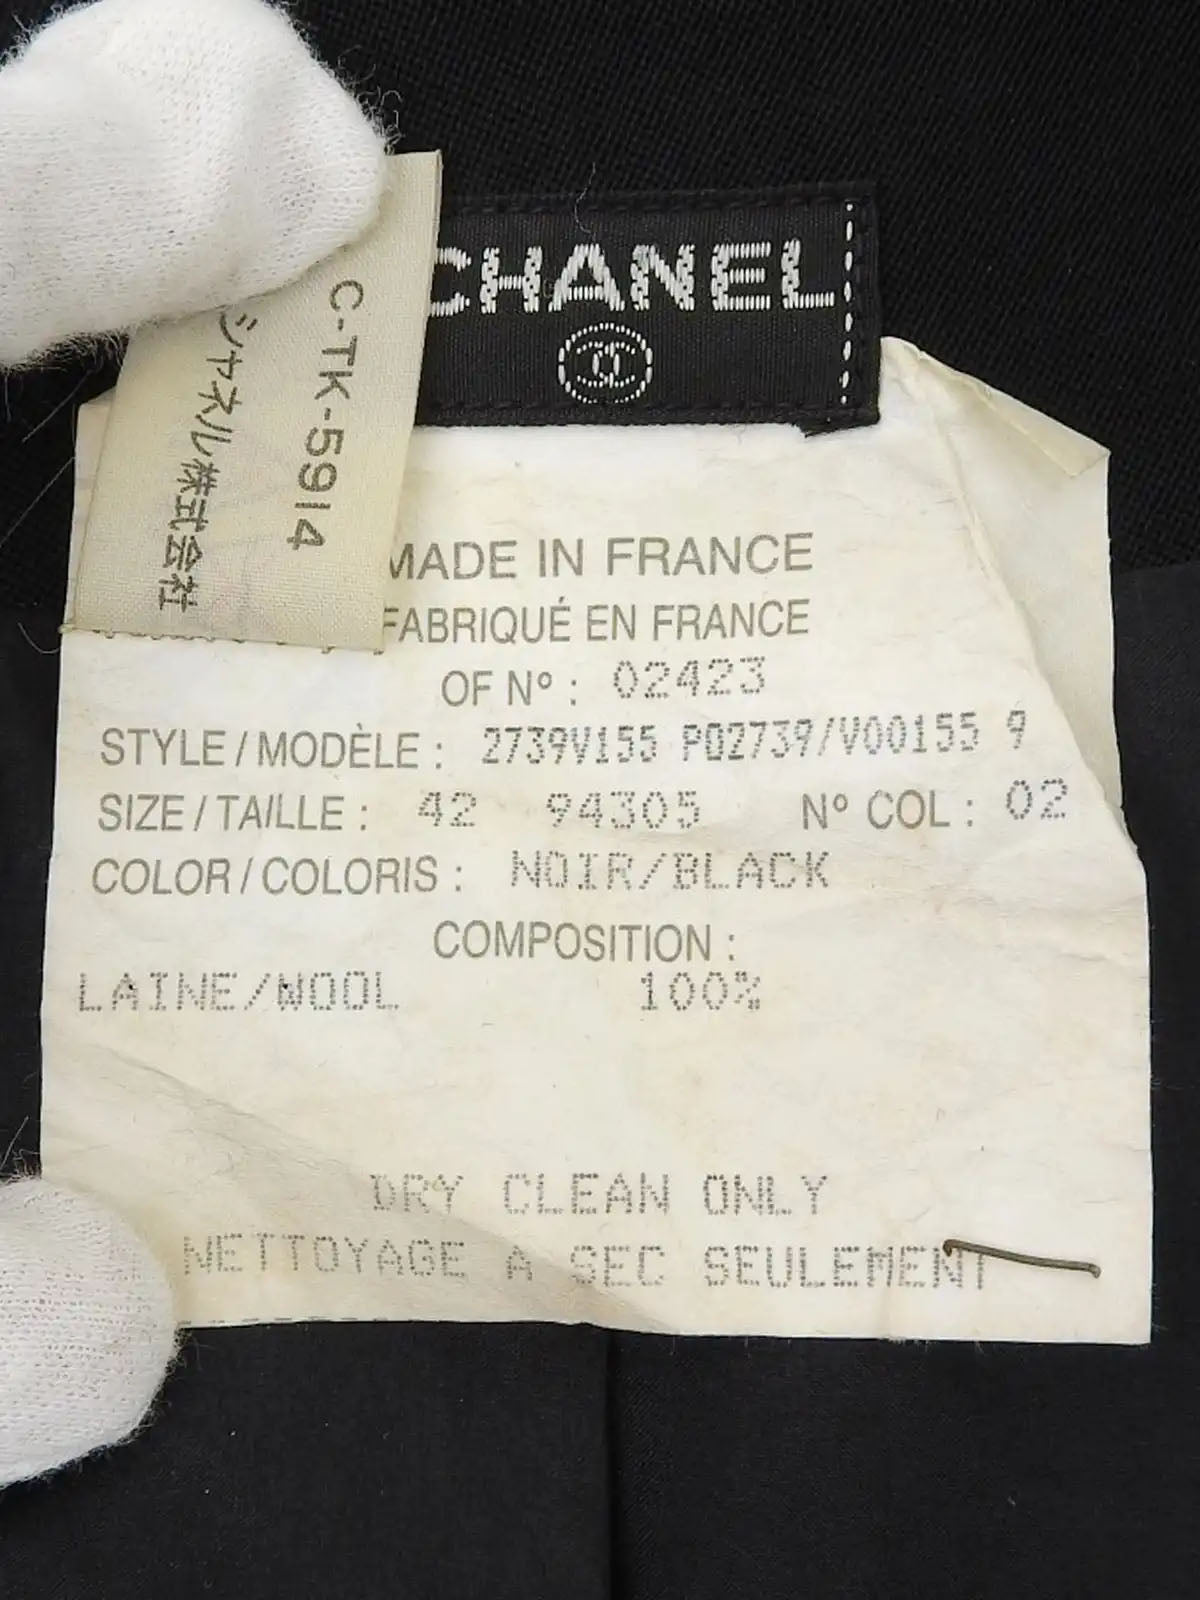 CHANEL
C-TK-5914
シャネル株式会社
MADE IN FRANCE
FABRIQUÉ EN FRANCE
OF Nº : 02423
STYLE / MODÈLE : 2739V155 P02739/V00155 9
SIZE / TAILLE : 42 94305 Nº COL : 02
COLOR / COLORIS : NOIR/BLACK
COMPOSITION :
LAINE/WOOL 100%
DRY CLEAN ONLY
NETTOYAGE A SEC SEULEMENT